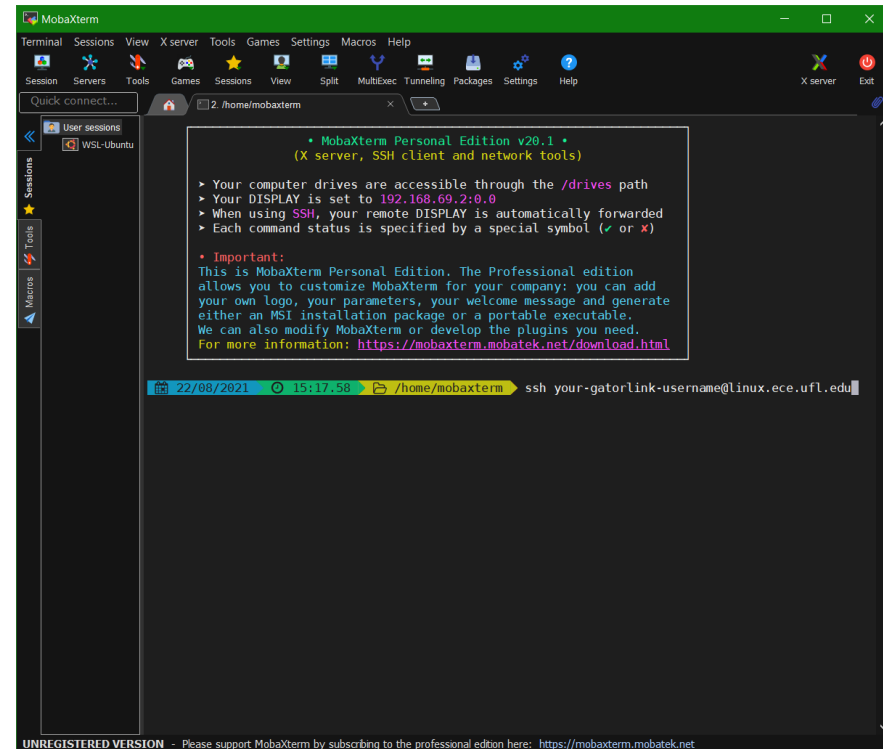 MobaXterm
Terminal Sessions View X server Tools Games Settings Macros Help
Session Servers Tools Games Sessions View Split MultiExec Tunneling Packages Settings Help X server Exit
Quick connect...
2. /home/mobaxterm
User sessions
WSL-Ubuntu
Sessions
Tools
Macros
• MobaXterm Personal Edition v20.1 •
(X server, SSH client and network tools)
➤ Your computer drives are accessible through the /drives path
➤ Your DISPLAY is set to 192.168.69.2:0.0
➤ When using SSH, your remote DISPLAY is automatically forwarded
➤ Each command status is specified by a special symbol (✔ or ✘)
• Important:
This is MobaXterm Personal Edition. The Professional edition
allows you to customize MobaXterm for your company: you can add
your own logo, your parameters, your welcome message and generate
either an MSI installation package or a portable executable.
We can also modify MobaXterm or develop the plugins you need.
For more information: https://mobaxterm.mobatek.net/download.html
22/08/2021 15:17.58 /home/mobaxterm ssh your-gatorlink-username@linux.ece.ufl.edu
UNREGISTERED VERSION - Please support MobaXterm by subscribing to the professional edition here: https://mobaxterm.mobatek.net